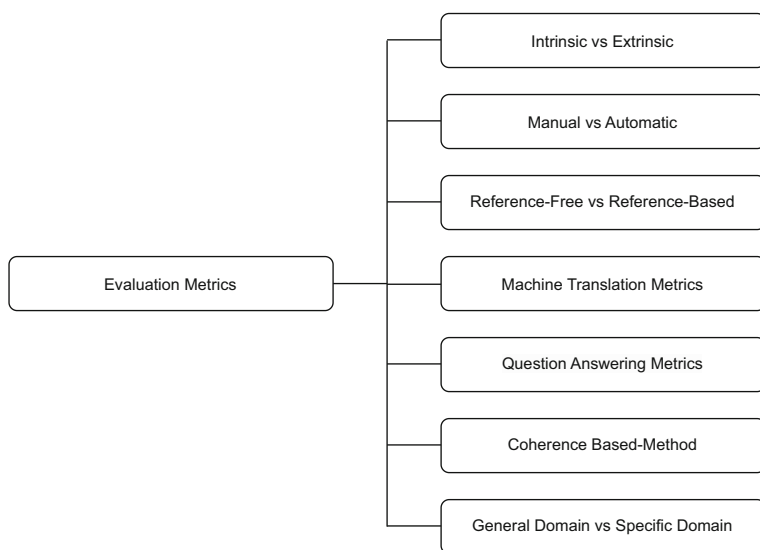 Intrinsic vs Extrinsic
Manual vs Automatic
Reference-Free vs Reference-Based
Evaluation Metrics
Machine Translation Metrics
Question Answering Metrics
Coherence Based-Method
General Domain vs Specific Domain